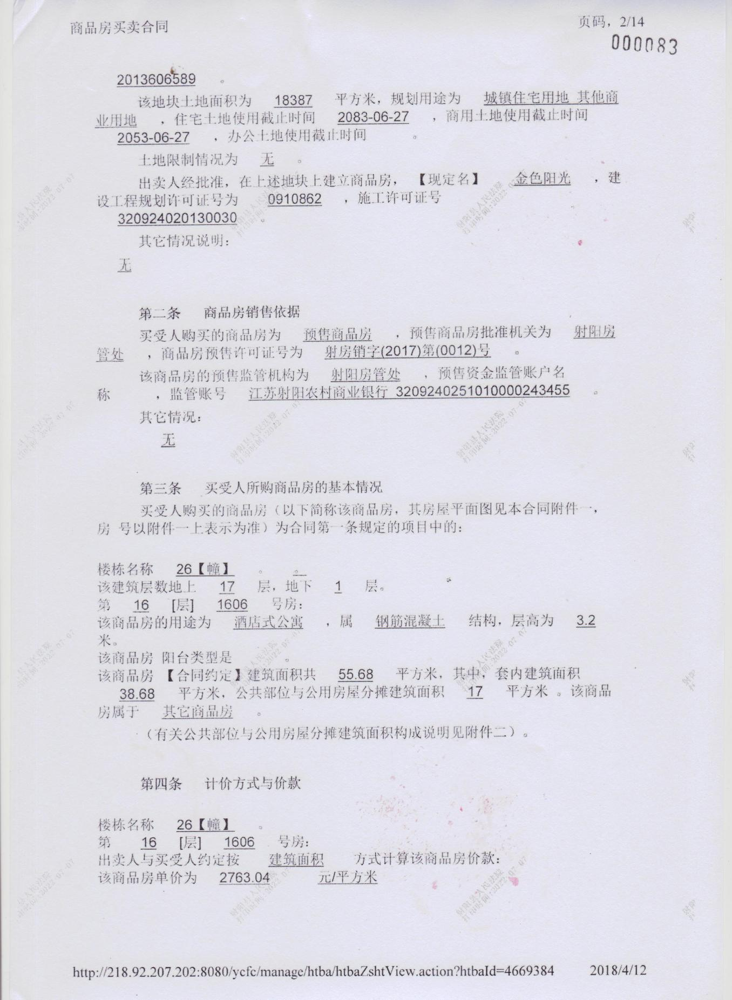 商品房买卖合同
页码，2/14
000083
2013606589 。
该地块土地面积为 18387 平方米，规划用途为 城镇住宅用地 其他商
业用地 ，住宅土地使用截止时间 2083-06-27 ，商用土地使用截止时间
2053-06-27 ，办公土地使用截止时间 。
土地限制情况为 无 。
出卖人经批准，在上述地块上建立商品房，【现定名】 金色阳光 ，建
设工程规划许可证号为 0910862 ，施工许可证号
320924020130030 。
其它情况说明：
无
第二条 商品房销售依据
买受人购买的商品房为 预售商品房 ，预售商品房批准机关为 射阳房
管处 ，商品房预售许可证号为 射房销字(2017)第(0012)号 。
该商品房的预售监管机构为 射阳房管处 ，预售资金监管账户名
称 ，监管账号 江苏射阳农村商业银行 3209240251010000243455 。
其它情况：
无
第三条 买受人所购商品房的基本情况
买受人购买的商品房（以下简称该商品房，其房屋平面图见本合同附件一，
房 号以附件一上表示为准）为合同第一条规定的项目中的：
楼栋名称 26【幢】 。 。
该建筑层数地上 17 层，地下 1 层。
第 16 [层] 1606 号房：
该商品房的用途为 酒店式公寓 ，属 钢筋混凝土 结构，层高为 3.2
米。
该商品房 阳台类型是 。
该商品房 【合同约定】建筑面积共 55.68 平方米，其中，套内建筑面积
38.68 平方米，公共部位与公用房屋分摊建筑面积 17 平方米 。该商品
房属于 其它商品房 。
（有关公共部位与公用房屋分摊建筑面积构成说明见附件二）。
第四条 计价方式与价款
楼栋名称 26【幢】 。
第 16 [层] 1606 号房：
出卖人与买受人约定按 建筑面积 方式计算该商品房价款：
该商品房单价为 2763.04 元/平方米
http://218.92.207.202:8080/ycfc/manage/htba/htbaZshtView.action?htbaId=4669384 2018/4/12
射阳县人民法院
打印时间:2022-07-07